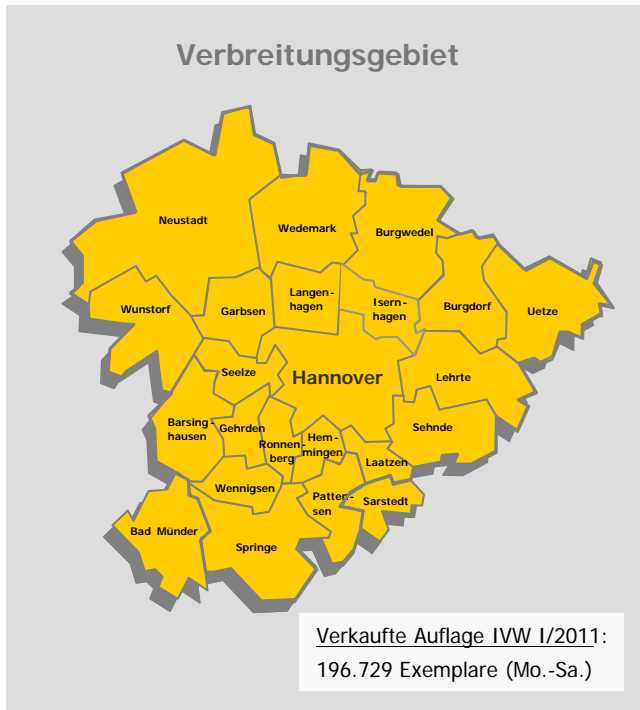 Verbreitungsgebiet
Neustadt
Wedemark
Burgwedel
Wunstorf
Garbsen
Langen-
hagen
Isern-
hagen
Burgdorf
Uetze
Seelze
Hannover
Lehrte
Barsing-
hausen
Gehrden
Ronnen-
berg
Hem-
mingen
Laatzen
Sehnde
Wennigsen
Patten-
sen
Sarstedt
Bad Münder
Springe
Verkaufte Auflage IVW I/2011:
196.729 Exemplare (Mo.-Sa.)